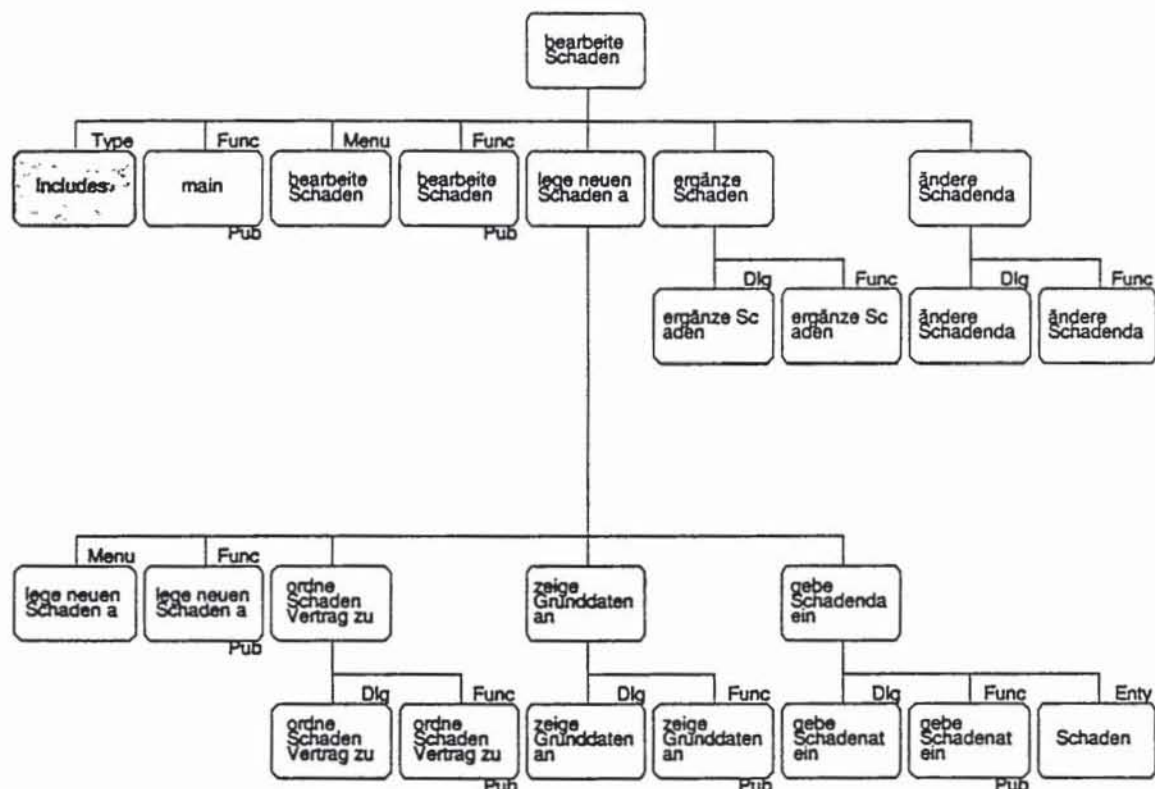 bearbeite
Schaden
Type
Func
Menu
Func
Includes
main
bearbeite
Schaden
bearbeite
Schaden
lege neuen
Schaden a
ergänze
Schaden
ändere
Schadenda
Pub
Pub
Dlg
Func
Dlg
Func
ergänze Sc
aden
ergänze Sc
aden
ändere
Schadenda
ändere
Schadenda
Menu
Func
lege neuen
Schaden a
lege neuen
Schaden a
ordne
Schaden
Vertrag zu
zeige
Grunddaten
an
gebe
Schadenda
ein
Pub
Dlg
Func
Dlg
Func
Dlg
Func
Enty
ordne
Schaden
Vertrag zu
ordne
Schaden
Vertrag zu
zeige
Grunddaten
an
zeige
Grunddaten
an
gebe
Schadenat
ein
gebe
Schadenat
ein
Schaden
Pub
Pub
Pub